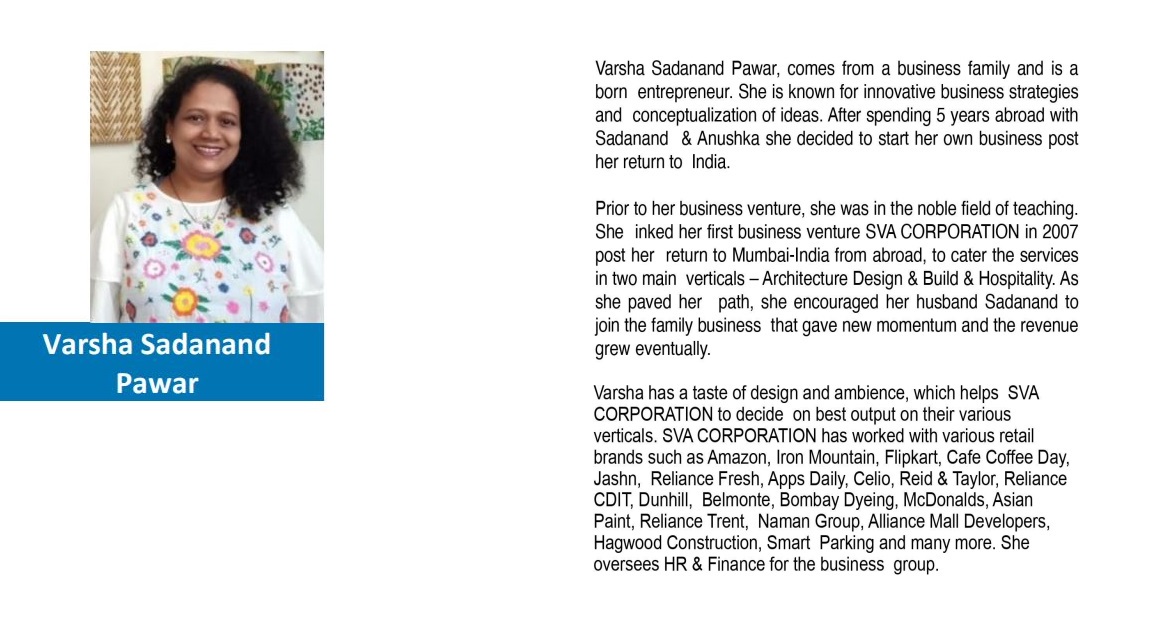 Varsha Sadanand
Pawar
Varsha Sadanand Pawar, comes from a business family and is a
born entrepreneur. She is known for innovative business strategies
and conceptualization of ideas. After spending 5 years abroad with
Sadanand & Anushka she decided to start her own business post
her return to India.
Prior to her business venture, she was in the noble field of teaching.
She inked her first business venture SVA CORPORATION in 2007
post her return to Mumbai-India from abroad, to cater the services
in two main verticals – Architecture Design & Build & Hospitality. As
she paved her path, she encouraged her husband Sadanand to
join the family business that gave new momentum and the revenue
grew eventually.
Varsha has a taste of design and ambience, which helps SVA
CORPORATION to decide on best output on their various
verticals. SVA CORPORATION has worked with various retail
brands such as Amazon, Iron Mountain, Flipkart, Cafe Coffee Day,
Jashn, Reliance Fresh, Apps Daily, Celio, Reid & Taylor, Reliance
CDIT, Dunhill, Belmonte, Bombay Dyeing, McDonalds, Asian
Paint, Reliance Trent, Naman Group, Alliance Mall Developers,
Hagwood Construction, Smart Parking and many more. She
oversees HR & Finance for the business group.